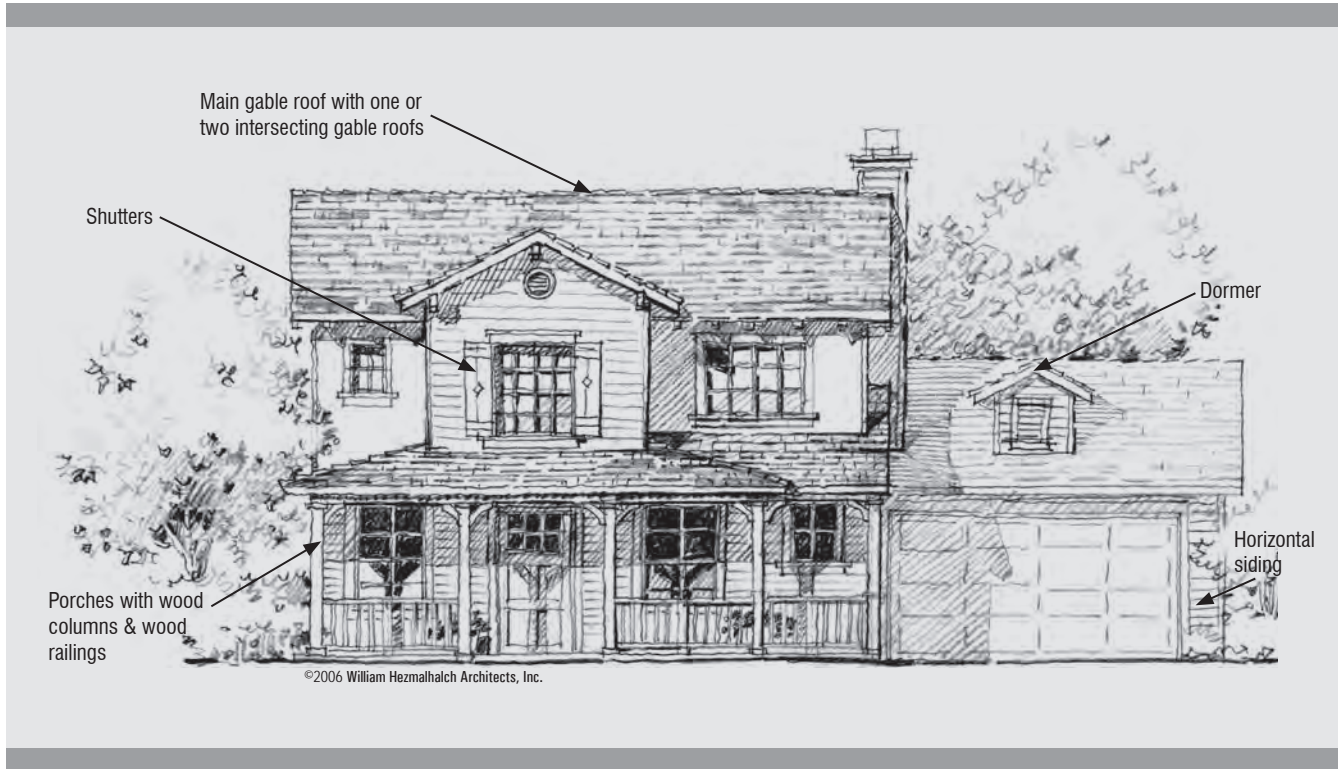 Main gable roof with one or
two intersecting gable roofs
Shutters
Dormer
Horizontal
siding
Porches with wood
columns & wood
railings
©2006 William Hezmalhalch Architects, Inc.